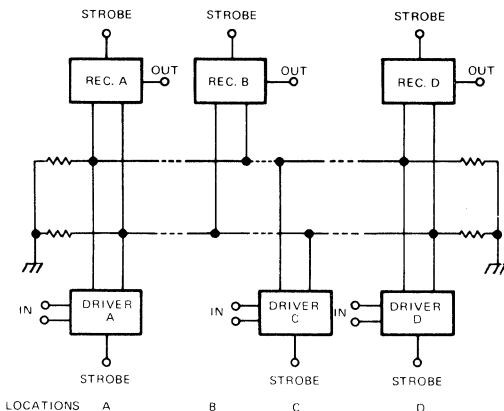 STROBE STROBE STROBE
REC. A OUT REC. B OUT REC. D OUT
IN DRIVER A IN DRIVER C IN DRIVER D
STROBE STROBE STROBE
LOCATIONS A B C D